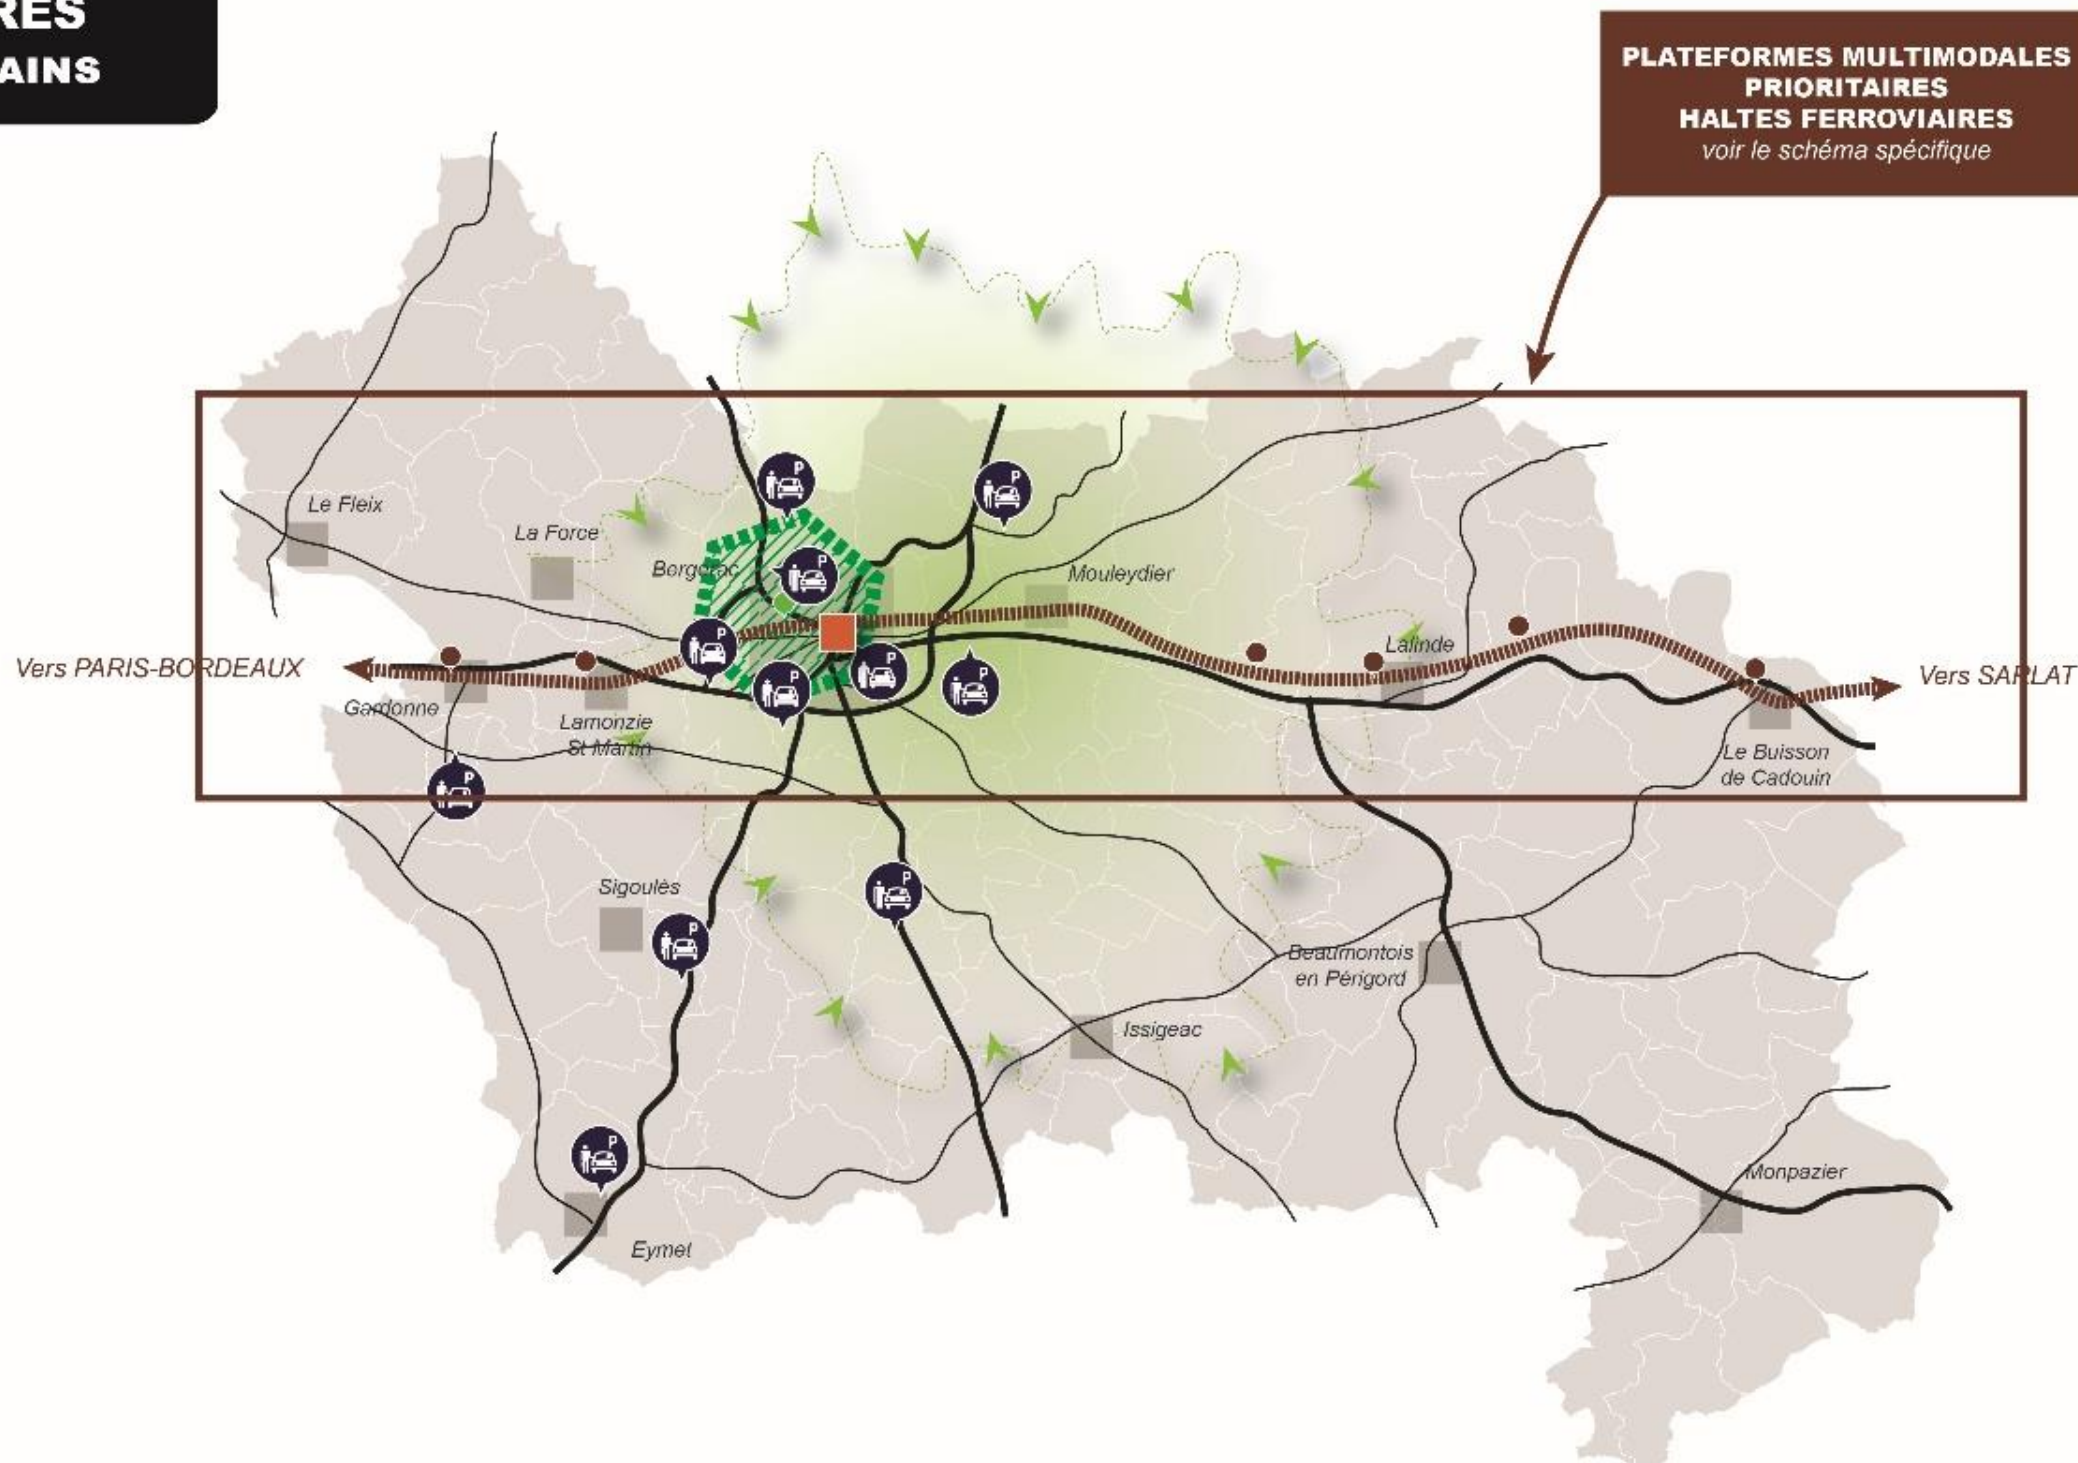 RES
AINS
PLATEFORMES MULTIMODALES
PRIORITAIRES
HALTES FERROVIAIRES
voir le schéma spécifique
P
P
Le Fleix
La Force
Bergerac
P
Mouleydier
P
Lalinde
P
P
P
Vers PARIS-BORDEAUX
Vers SARLAT
Gardonne
Lamonzie
St Martin
Le Buisson
de Cadouin
P
Sigoulès
P
P
Beaumontois
en Périgord
Issigeac
P
Monpazier
Eymet